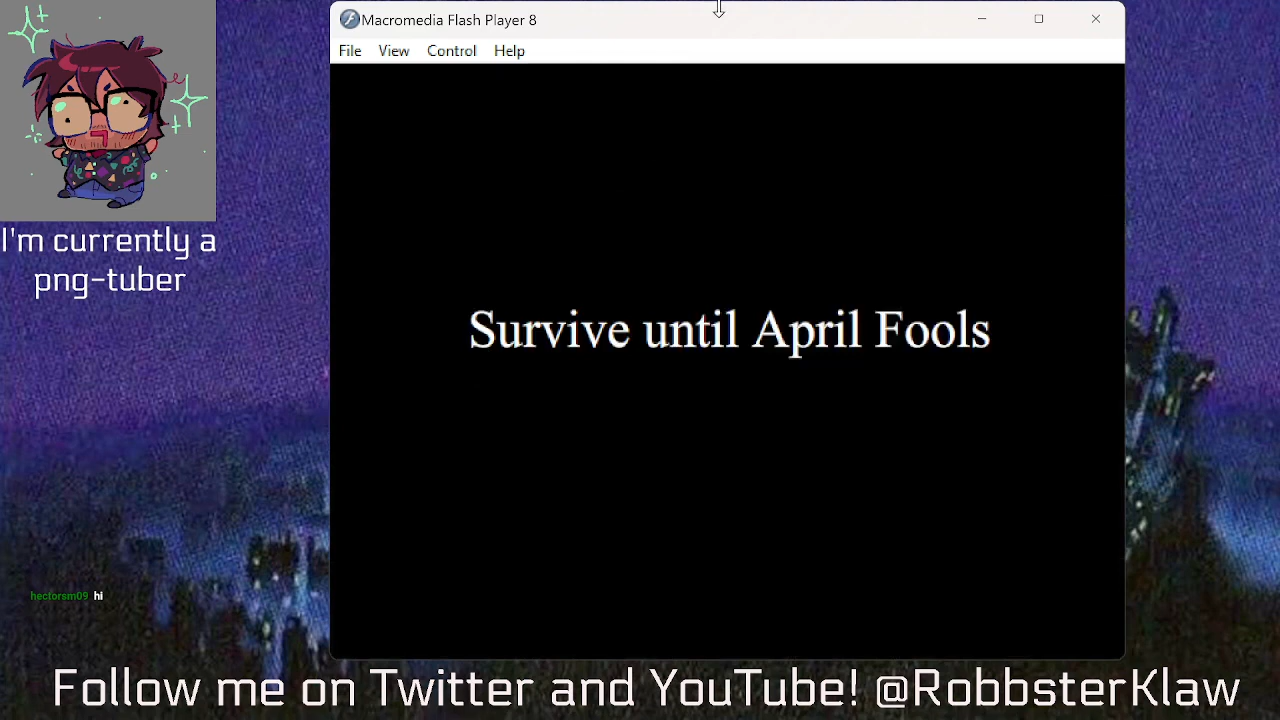 Macromedia Flash Player 8
File View Control Help
I'm currently a
png-tuber
Survive until April Fools
hectorsm09 hi
Follow me on Twitter and YouTube! @RobbsterKlaw